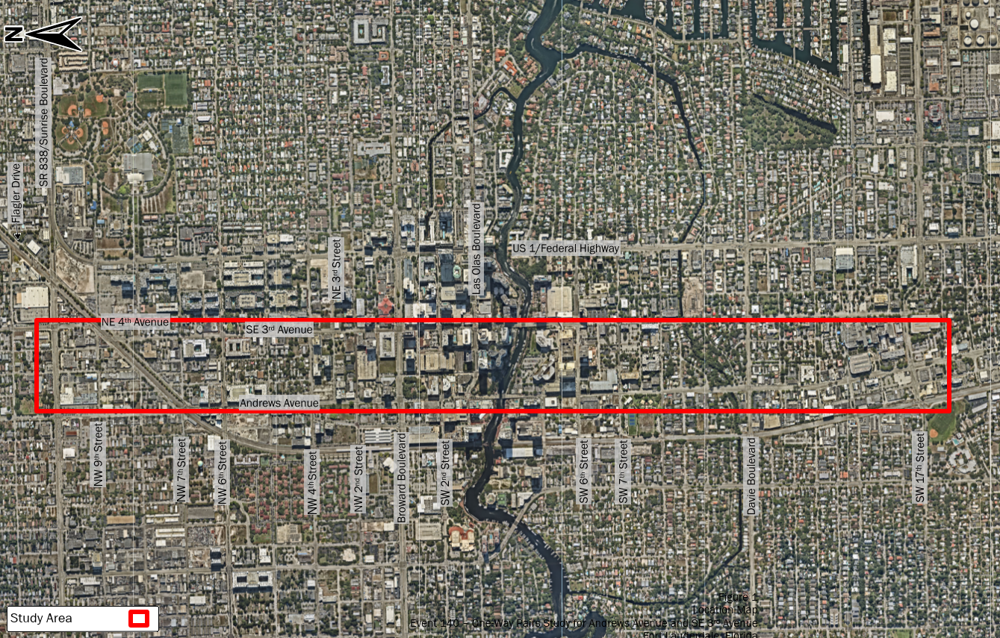 N
SR 838/Sunrise Boulevard
Flagler Drive
NE 3rd Street
Las Olas Boulevard
US 1/Federal Highway
NE 4th Avenue
SE 3rd Avenue
Andrews Avenue
NW 9th Street
NW 7th Street
NW 6th Street
NW 4th Street
NW 2nd Street
Broward Boulevard
SW 2nd Street
SW 6th Street
SW 7th Street
Davie Boulevard
SW 17th Street
Study Area
Figure 1
Location Map
Event 140 – One-Way Pairs Study for Andrews Avenue and SE 3rd Avenue
Fort Lauderdale, Florida